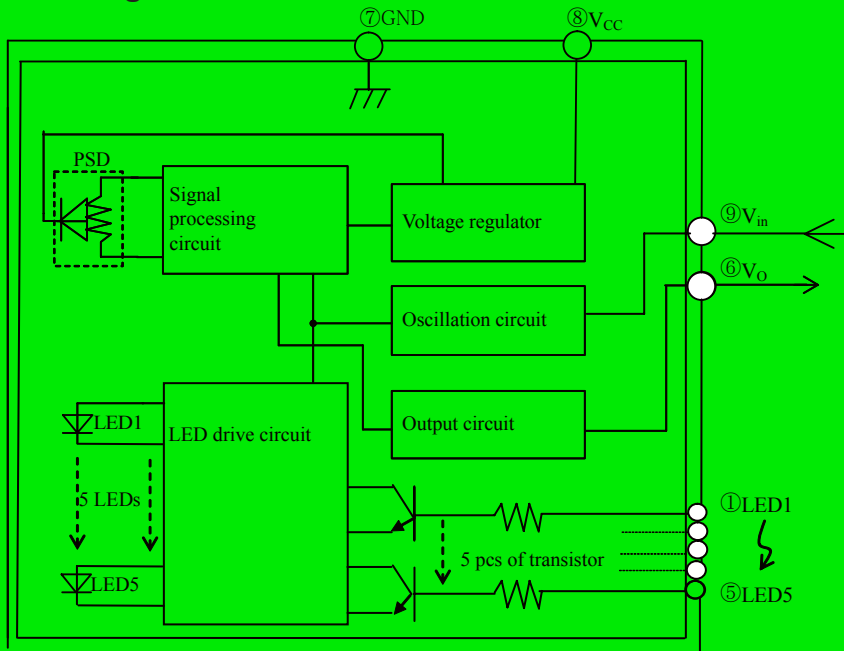 ⑦GND
⑧VCC
PSD
Signal
processing
circuit
Voltage regulator
⑨Vin
⑥VO
Oscillation circuit
LED1
LED drive circuit
Output circuit
5 LEDs
①LED1
5 pcs of transistor
LED5
⑤LED5